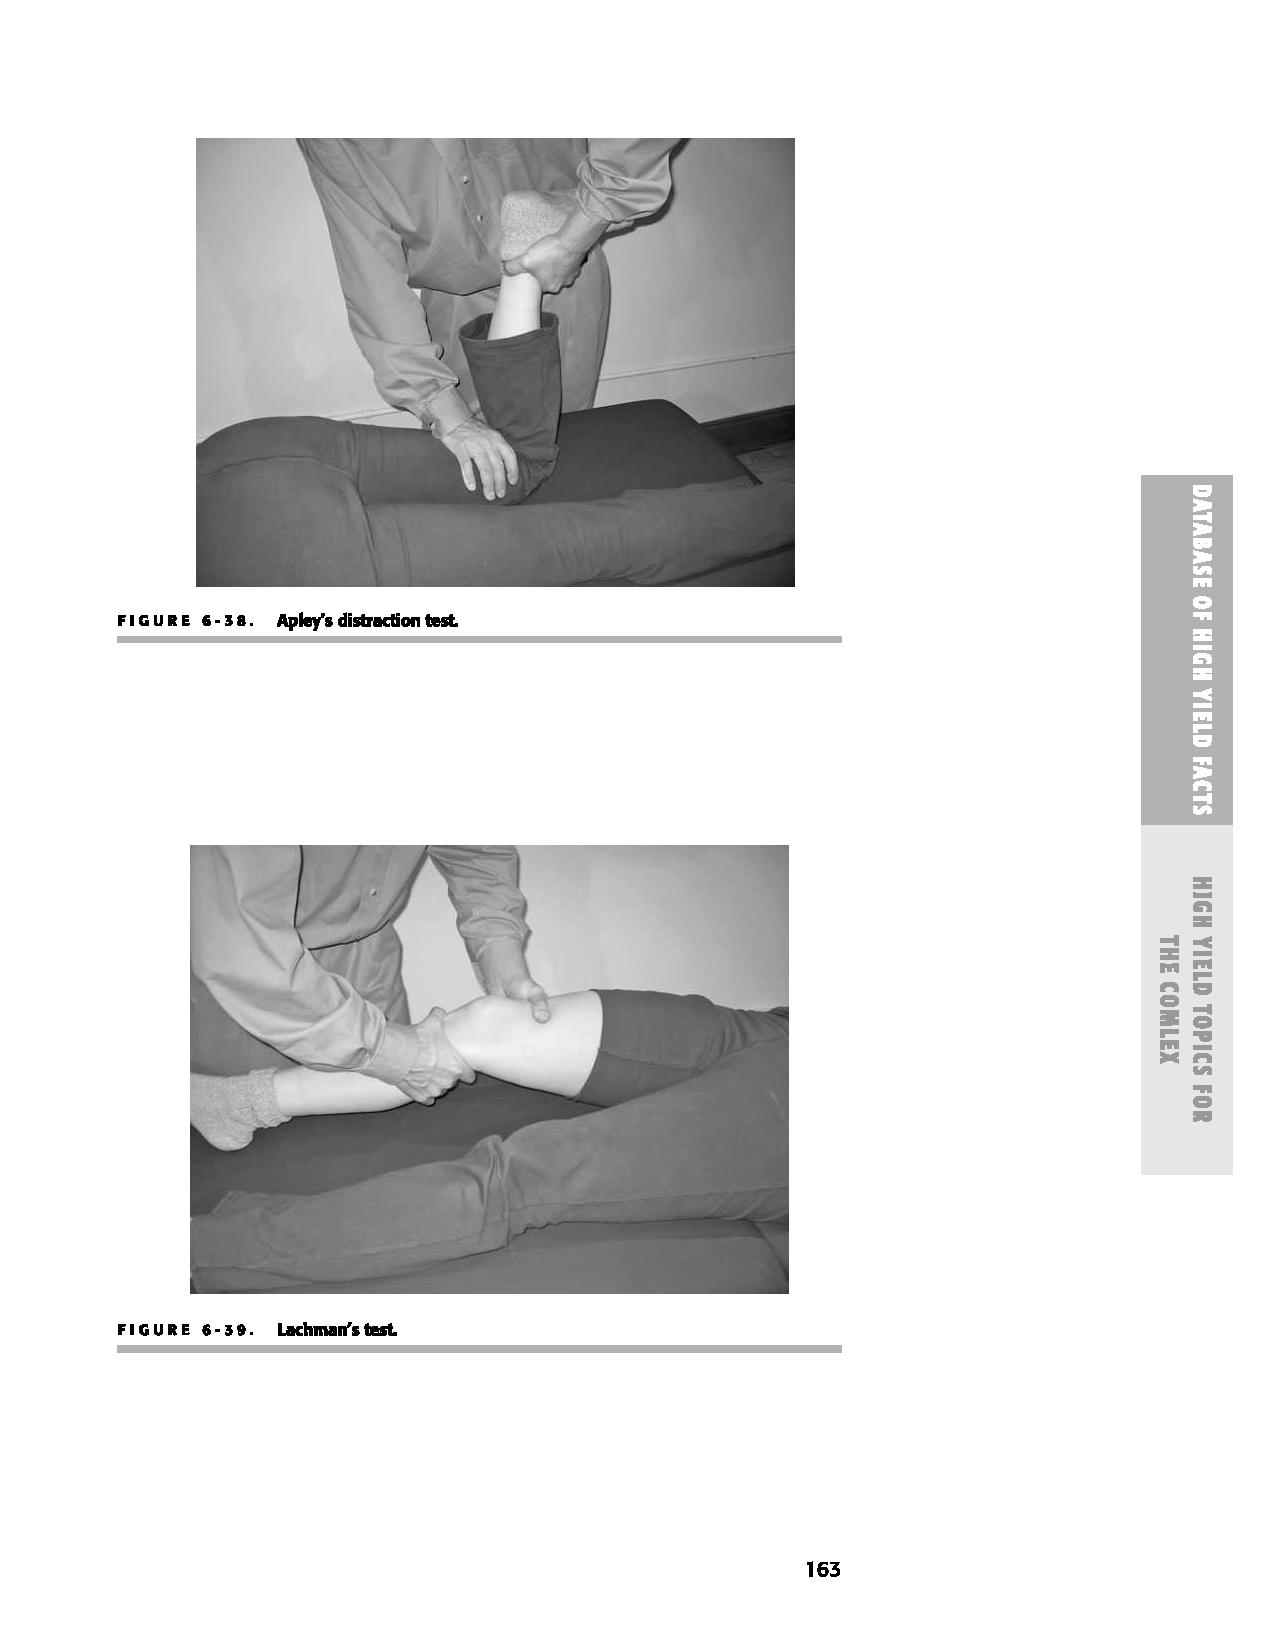 FIGURE 6-38. Apley's distraction test.
DATABASE OF HIGH YIELD FACTS
HIGH YIELD TOPICS FOR
THE COMLEX
FIGURE 6-39. Lachman's test.
163